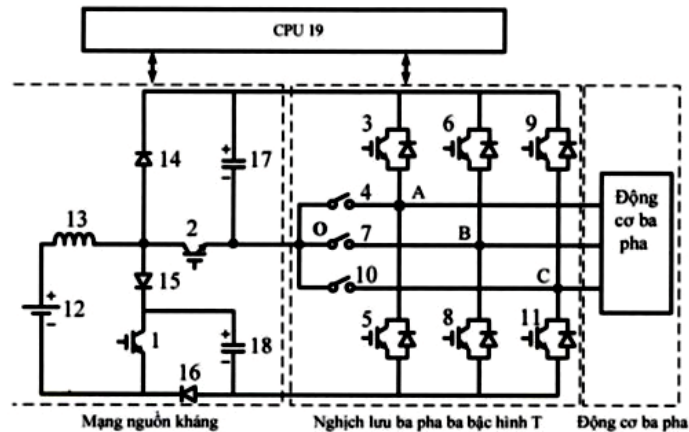 CPU 19
3
6
9
14
17
4
A
13
2
O
7
B
10
C
Động
cơ ba
pha
15
12
1
18
5
8
11
16
Mạng nguồn kháng
Nghịch lưu ba pha ba bậc hình T
Động cơ ba pha